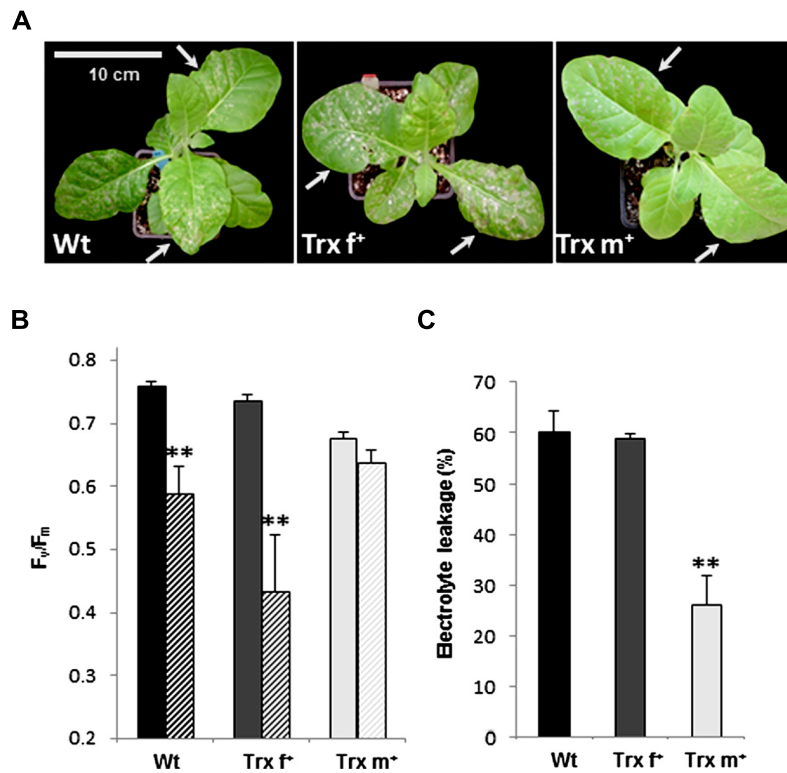 A
10 cm
Wt
Trx f⁺
Trx m⁺
B
C
0.8
0.7
0.6
0.5
0.4
0.3
0.2
Fv/Fm
**
**
Wt
Trx f⁺
Trx m⁺
70
60
50
40
30
20
10
0
Electrolyte leakage (%)
**
Wt
Trx f⁺
Trx m⁺